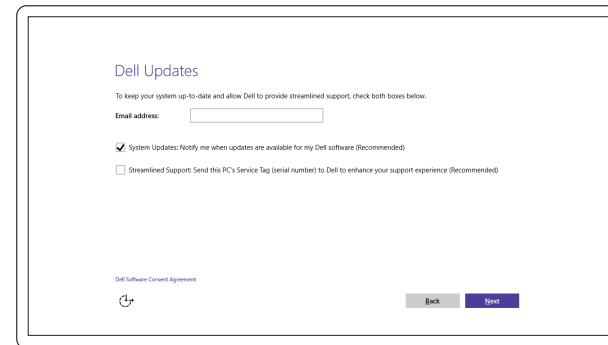 Dell Updates
To keep your system up-to-date and allow Dell to provide streamlined support, check both boxes below.
Email address:
System Updates: Notify me when updates are available for my Dell software (Recommended)
Streamlined Support: Send this PC's Service Tag (serial number) to Dell to enhance your support experience (Recommended)
Dell Software Consent Agreement
Back Next